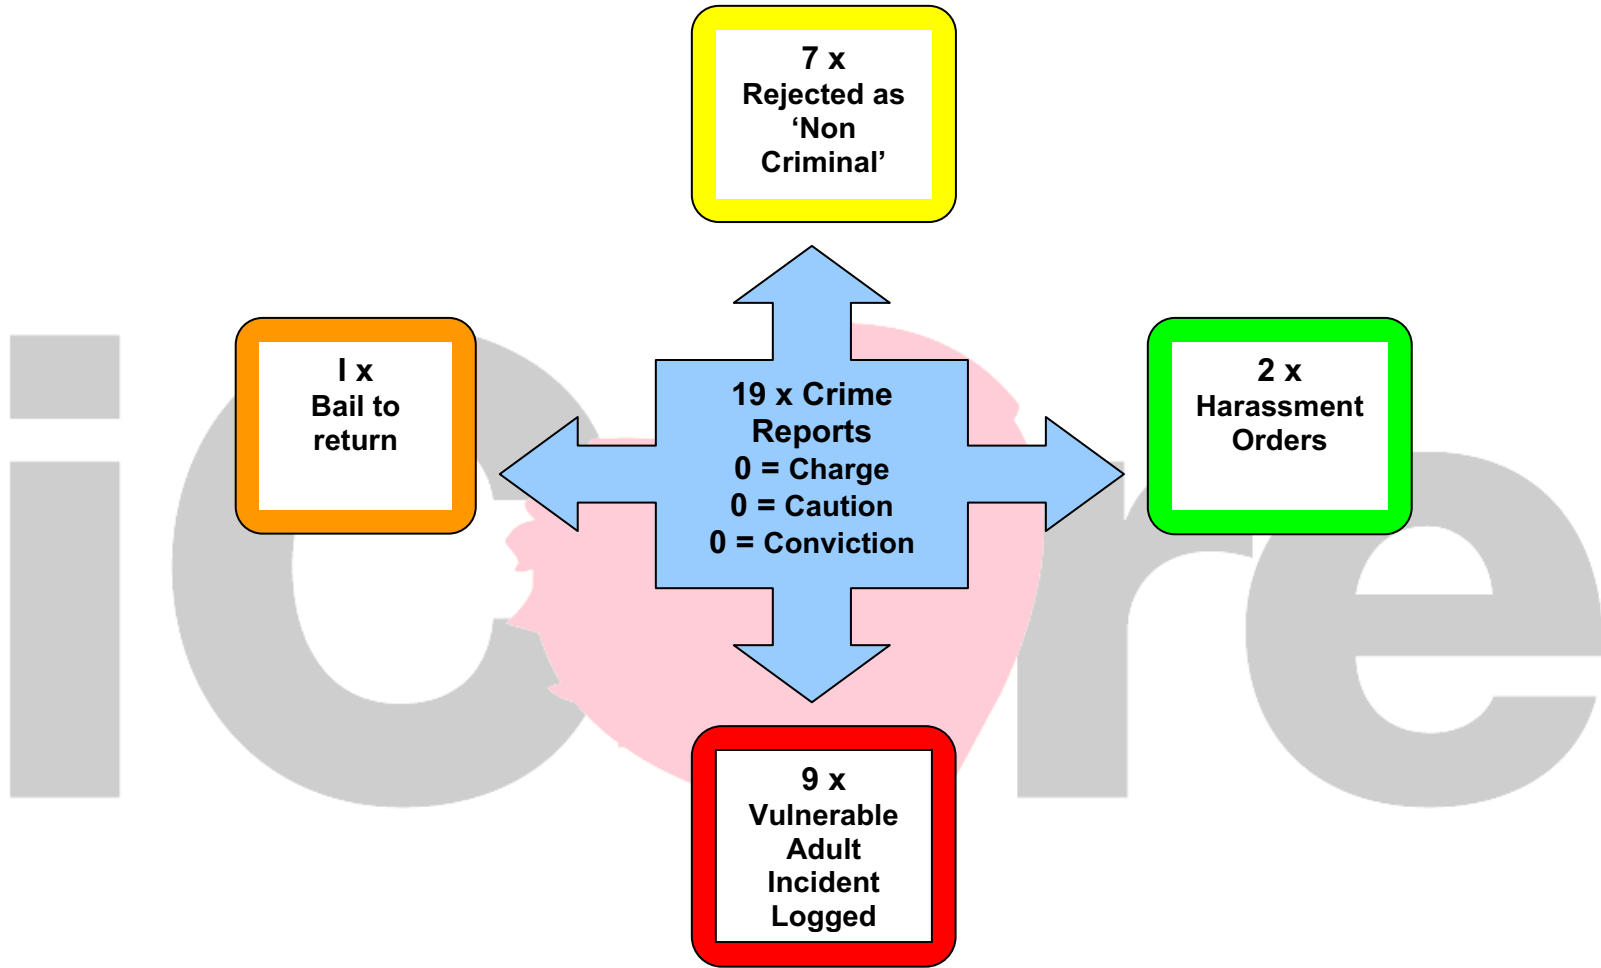 7 x
Rejected as
‘Non
Criminal’
I x
Bail to
return
19 x Crime
Reports
0 = Charge
0 = Caution
0 = Conviction
2 x
Harassment
Orders
9 x
Vulnerable
Adult
Incident
Logged
iCre